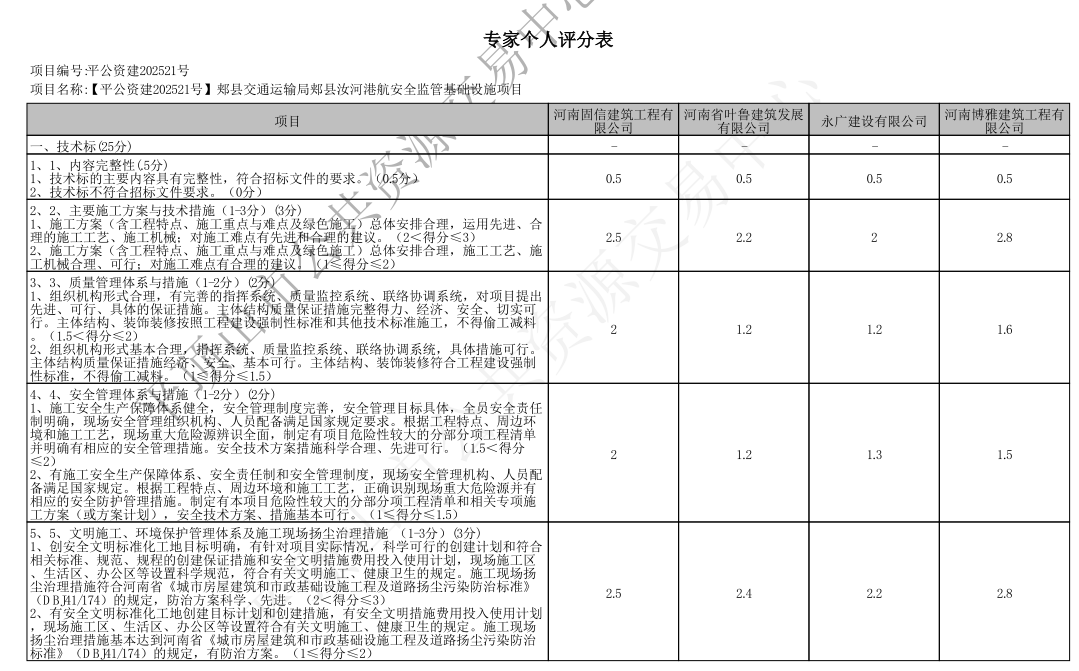 专家个人评分表
项目编号:平公资建202521号
项目名称:【平公资建202521号】郏县交通运输局郏县汝河港航安全监管基础设施项目
项目 河南固信建筑工程有限公司 河南省叶鲁建筑发展有限公司 永广建设有限公司 河南博雅建筑工程有限公司
一、技术标(25分) - - - -
1、1、内容完整性(.5分)
1、技术标的主要内容具有完整性，符合招标文件的要求。（0.5分）
2、技术标不符合招标文件要求。（0分）
0.5 0.5 0.5 0.5
2、2、主要施工方案与技术措施（1-3分）(3分)
1、施工方案（含工程特点、施工重点与难点及绿色施工）总体安排合理，运用先进、合
理的施工工艺、施工机械；对施工难点有先进和合理的建议。（2＜得分≤3）
2、施工方案（含工程特点、施工重点与难点及绿色施工）总体安排合理，施工工艺、施
工机械合理、可行；对施工难点有合理的建议。（1≤得分≤2）
2.5 2.2 2 2.8
3、3、质量管理体系与措施（1-2分）(2分)
1、组织机构形式合理，有完善的指挥系统、质量监控系统、联络协调系统，对项目提出
先进、可行、具体的保证措施。主体结构质量保证措施完整得力、经济、安全、切实可
行。主体结构、装饰装修按照工程建设强制性标准和其他技术标准施工，不得偷工减料
。（1.5＜得分≤2）
2、组织机构形式基本合理，指挥系统、质量监控系统、联络协调系统，具体措施可行。
主体结构质量保证措施经济、安全、基本可行。主体结构、装饰装修符合工程建设强制
性标准，不得偷工减料。（1≤得分≤1.5）
2 1.2 1.2 1.6
4、4、安全管理体系与措施（1-2分）(2分)
1、施工安全生产保障体系健全，安全管理制度完善，安全管理目标具体，全员安全责任
制明确，现场安全管理组织机构、人员配备满足国家规定要求。根据工程特点、周边环
境和施工工艺，现场重大危险源辨识全面，制定有项目危险性较大的分部分项工程清单
并明确有相应的安全管理措施。安全技术方案措施科学合理、先进可行。（1.5＜得分
≤2）
2、有施工安全生产保障体系、安全责任制和安全管理制度，现场安全管理机构、人员配
备满足国家规定。根据工程特点、周边环境和施工工艺，正确识别现场重大危险源并有
相应的安全防护管理措施。制定有本项目危险性较大的分部分项工程清单和相关专项施
工方案（或方案计划），安全技术方案、措施基本可行。（1≤得分≤1.5）
2 1.2 1.3 1.5
5、5、文明施工、环境保护管理体系及施工现场扬尘治理措施 （1-3分）(3分)
1、创安全文明标准化工地目标明确，有针对项目实际情况，科学可行的创建计划和符合
相关标准、规范、规程的创建保证措施和安全文明措施费用投入使用计划，现场施工区
、生活区、办公区等设置科学规范，符合有关文明施工、健康卫生的规定。施工现场扬
尘治理措施符合河南省《城市房屋建筑和市政基础设施工程及道路扬尘污染防治标准》
（DBJ41/174）的规定，防治方案科学、先进。（2＜得分≤3）
2、有安全文明标准化工地创建目标计划和创建措施，有安全文明措施费用投入使用计划
，现场施工区、生活区、办公区等设置符合有关文明施工、健康卫生的规定。施工现场
扬尘治理措施基本达到河南省《城市房屋建筑和市政基础设施工程及道路扬尘污染防治
标准》（DBJ41/174）的规定，有防治方案。（1≤得分≤2）
2.5 2.4 2.2 2.8
平顶山市公共资源交易中心
公共资源交易中心